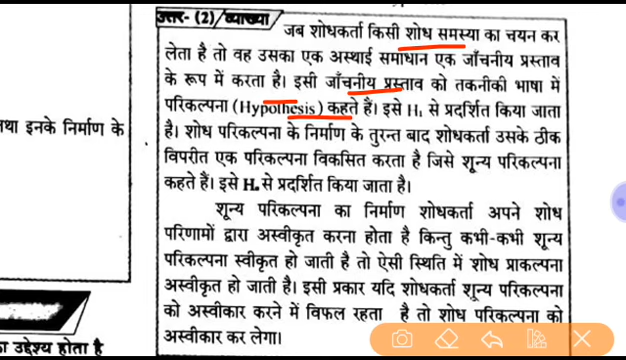 उत्तर- (2)/व्याख्या
जब शोधकर्ता किसी शोध समस्या का चयन कर
लेता है तो वह उसका एक अस्थाई समाधान एक जाँचनीय प्रस्ताव
के रूप में करता है। इसी जाँचनीय प्रस्ताव को तकनीकी भाषा में
परिकल्पना (Hypothesis) कहते हैं। इसे H₁ से प्रदर्शित किया जाता
है। शोध परिकल्पना के निर्माण के तुरन्त बाद शोधकर्ता उसके ठीक
विपरीत एक परिकल्पना विकसित करता है जिसे शून्य परिकल्पना
कहते हैं। इसे H₀ से प्रदर्शित किया जाता है।
शून्य परिकल्पना का निर्माण शोधकर्ता अपने शोध
परिणामों द्वारा अस्वीकृत करना होता है किन्तु कभी-कभी शून्य
परिकल्पना स्वीकृत हो जाती है तो ऐसी स्थिति में शोध प्राकल्पना
अस्वीकृत हो जाती है। इसी प्रकार यदि शोधकर्ता शून्य परिकल्पना
को अस्वीकार करने में विफल रहता है तो शोध परिकल्पना को
अस्वीकार कर लेगा।
तथा इनके निर्माण के
उद्देश्य होता है